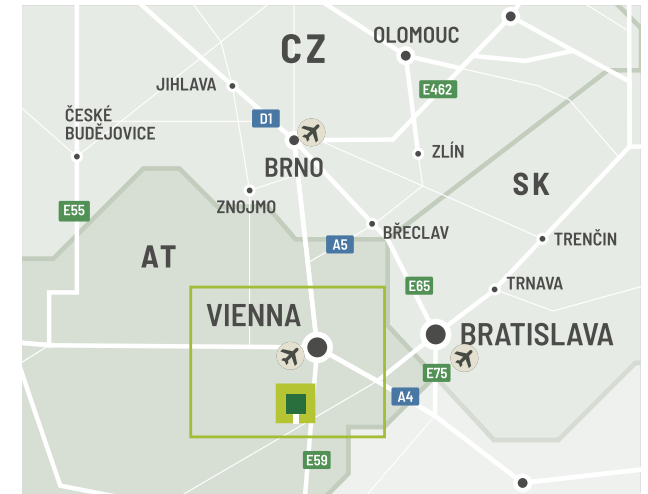 OLOMOUC
CZ
JIHLAVA
E462
ČESKÉ
BUDĚJOVICE
D1
BRNO
ZLÍN
SK
ZNOJMO
E55
BŘECLAV
TRENČIN
A5
AT
E65
TRNAVA
VIENNA
BRATISLAVA
E75
A4
E59